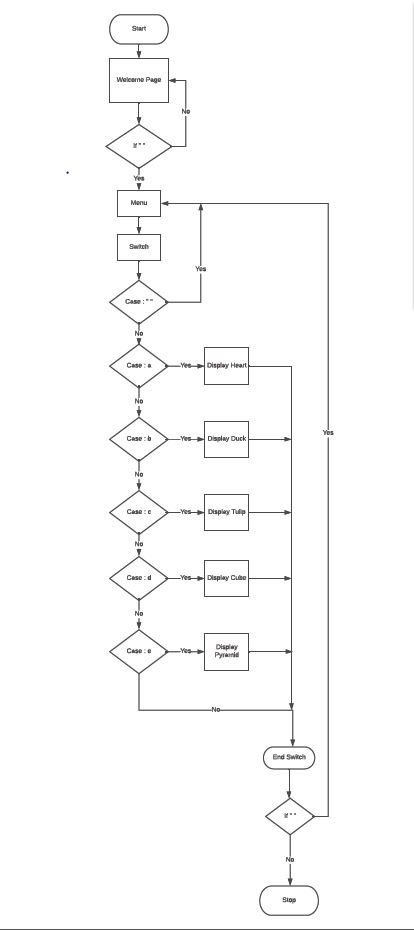 Start
Welcome Page
No
If " "
Yes
Menu
Switch
Yes
Case : " "
No
Case : a
Yes
Display Heart
No
Yes
Case : b
Yes
Display Duck
No
Case : c
Yes
Display Tulip
No
Case : d
Yes
Display Cube
No
Case : e
Yes
Display
Pyramid
No
End Switch
If " "
No
Stop